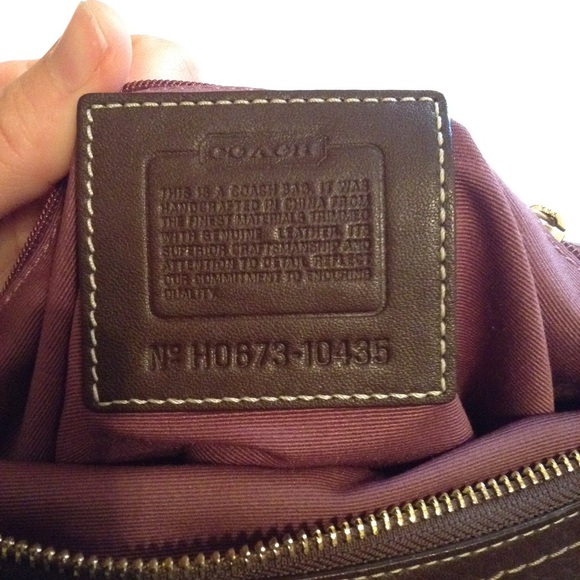 COACH
THIS IS A COACH BAG. IT WAS
HANDCRAFTED IN CHINA FROM
THE FINEST MATERIALS TRIMMED
WITH GENUINE LEATHER. ITS
SUPERIOR CRAFTSMANSHIP AND
ATTENTION TO DETAIL REFLECT
OUR COMMITMENT TO ENDURING
QUALITY.
Nº H0673-10435